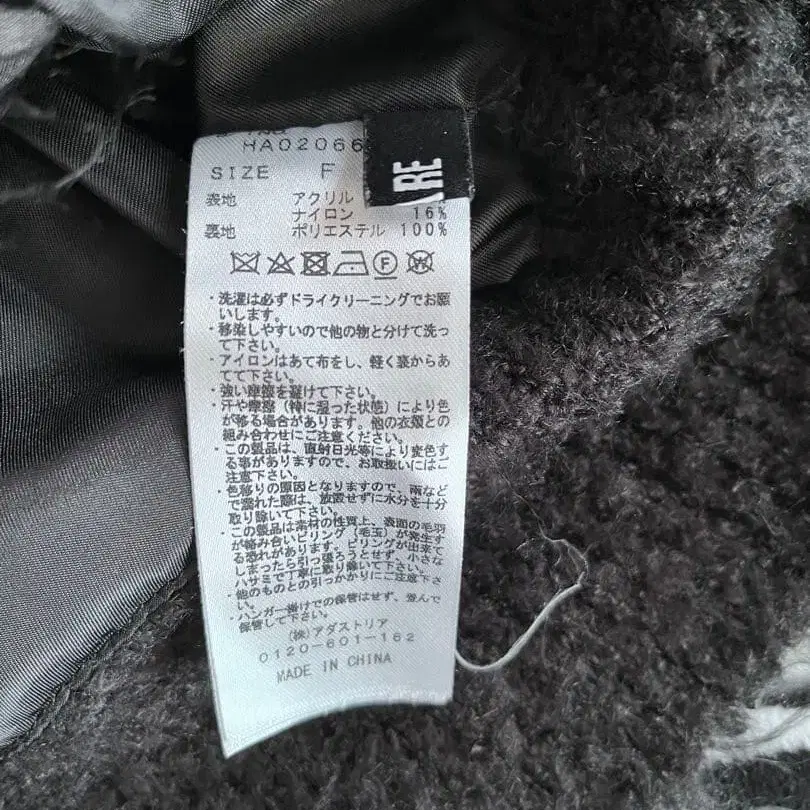 HA02066
ARE
SIZE F
表地 アクリル
ナイロン 16%
裏地 ポリエステル 100%
F
W
・洗濯は必ずドライクリーニングでお願
いします。
・移染しやすいので他の物と分けて洗っ
て下さい。
・アイロンはあて布をし、軽く裏からあ
てて下さい。
・強い摩擦を避けて下さい。
・汗や摩擦(特に湿った状態)により色
が移る場合があります。他の衣類との
組み合わせにご注意ください。
・この製品は、直射日光等により変色す
る事がありますので、お取扱いにはご
注意下さい。
・色移りの原因となりますので、雨など
で濡れた際は、放置せずに水分を十分
取り除いて下さい。
・この製品は素材の性質上、表面の毛羽
が絡み合いピリング(毛玉)が発生す
る恐れがあります。ピリングが出来て
しまったら引っ張ろうとせず、小さな
ハサミで丁寧に取り除いて下さい。
・他のものとの引っかかりにご注意下さ
い。
・ハンガー掛けでの保管はせず、畳んで
保管して下さい。
(株)アダストリア
0120-601-162
MADE IN CHINA